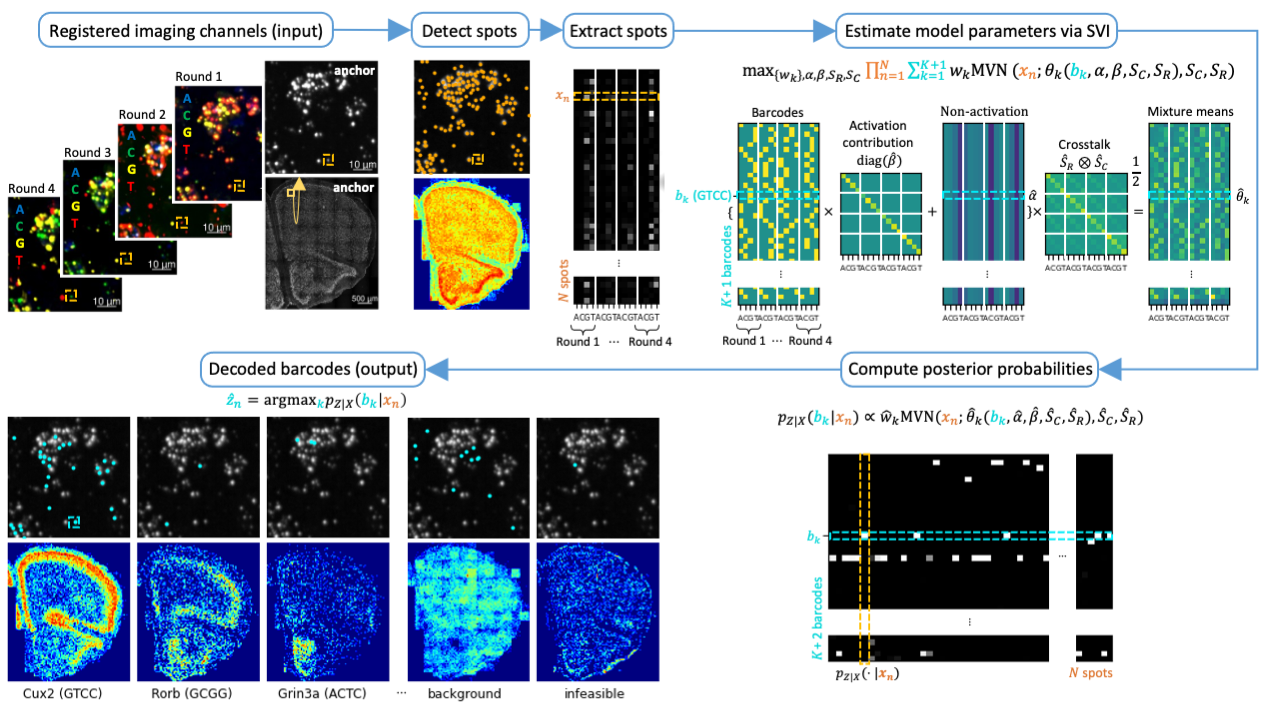 Registered imaging channels (input)
Detect spots
Extract spots
Estimate model parameters via SVI
Round 1
A
C
G
T
Round 2
A
C
G
T
10 μm
Round 3
A
C
G
T
10 μm
Round 4
A
C
G
T
10 μm
10 μm
anchor
10 μm
anchor
500 μm
xₙ
N spots
⋮
ACGTACGTACGTACGT
Round 1 ⋯ Round 4
max_{{w_k},α,β,S_R,S_C} ∏_{n=1}^{N} ∑_{k=1}^{K+1} w_k MVN (x_n; θ_k(b_k, α, β, S_C, S_R), S_C, S_R)
Barcodes
b_k (GTCC)
{
K + 1 barcodes
⋮
ACGTACGTACGTACGT
Round 1 ⋯ Round 4
×
Activation
contribution
diag(β̂)
ACGTACGTACGTACGT
+
Non-activation
α̂
⋮
ACGTACGTACGTACGT
}×
Crosstalk
Ŝ_R ⊗ Ŝ_C
1/2
ACGTACGTACGTACGT
=
Mixture means
θ̂_k
⋮
ACGTACGTACGTACGT
Decoded barcodes (output)
Compute posterior probabilities
ẑ_n = argmax_k p_{Z|X}(b_k|x_n)
p_{Z|X}(b_k|x_n) ∝ ŵ_k MVN(x_n; θ̂_k(b_k, α̂, β̂, Ŝ_C, Ŝ_R), Ŝ_C, Ŝ_R)
b_k
K + 2 barcodes
⋯
⋮
p_{Z|X}(· |x_n)
N spots
Cux2 (GTCC)
Rorb (GCGG)
Grin3a (ACTC)
⋯
background
infeasible